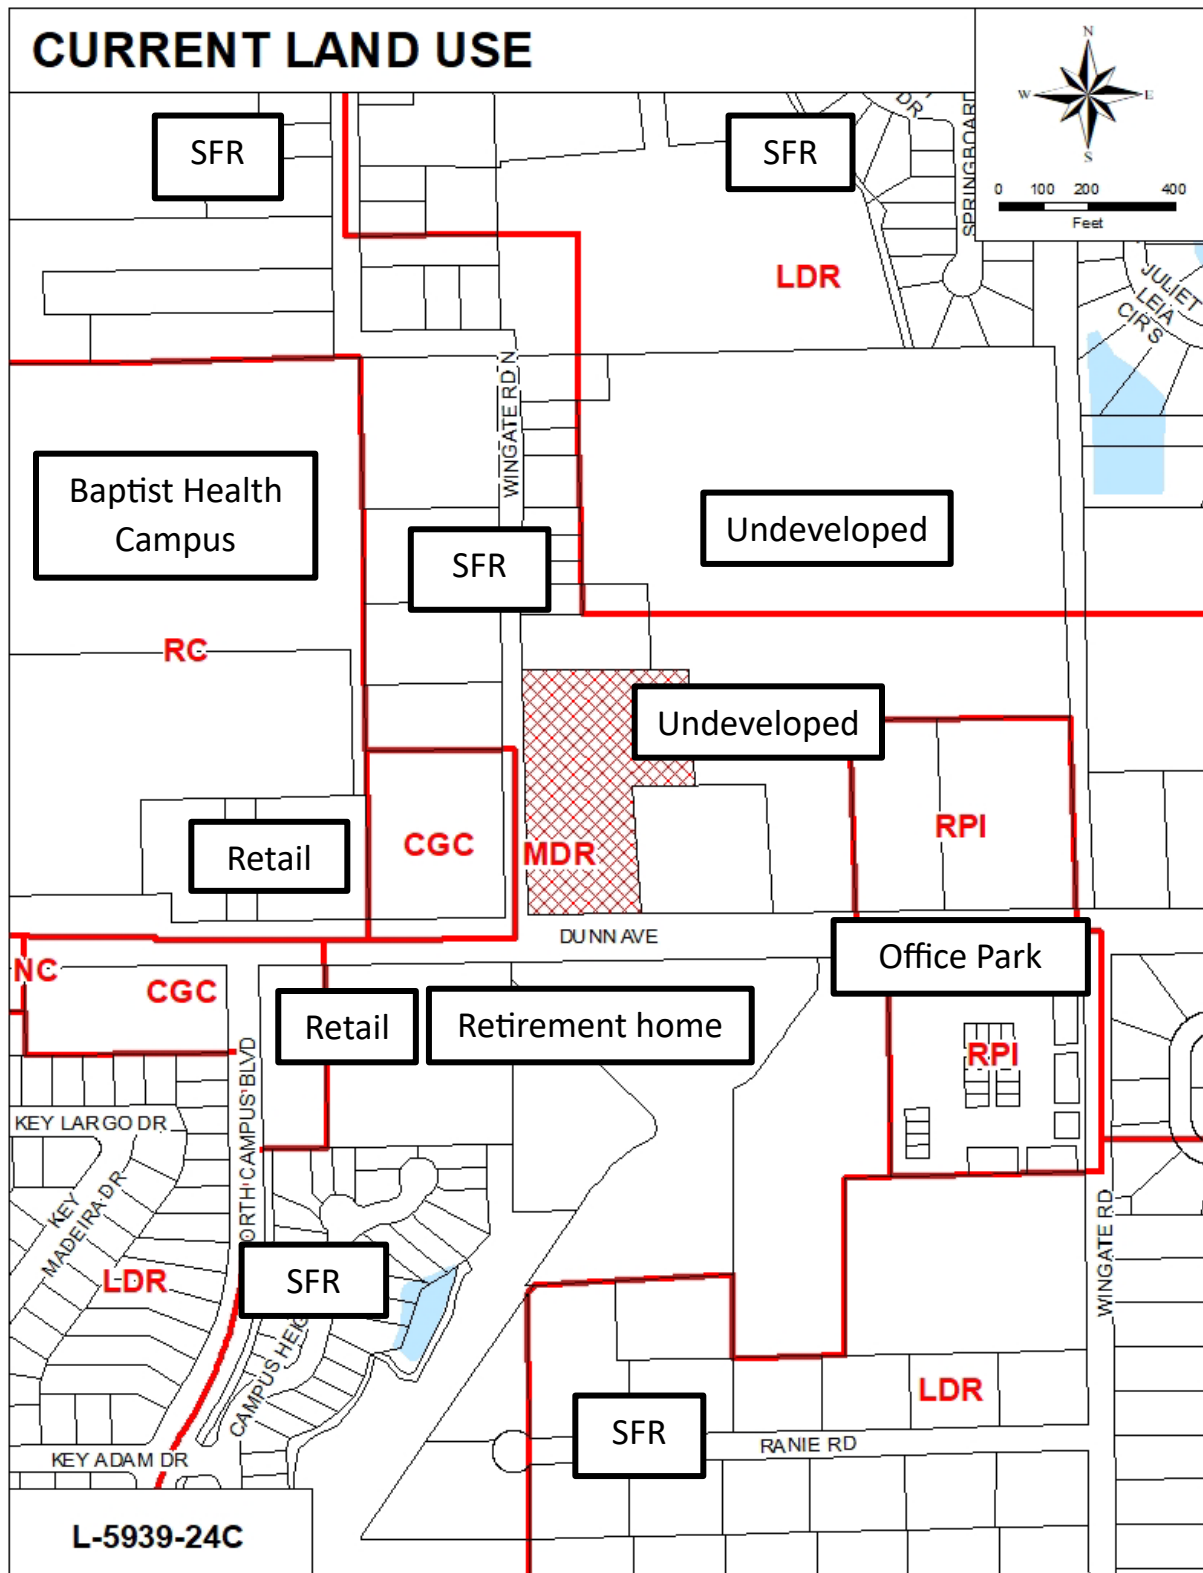 CURRENT LAND USE
N
W
E
S
0 100 200 400
Feet
SFR
SFR
DR
SPRINGBOARD
LDR
JULIET
LEIA
CIR S
WINGATE RD N
Baptist Health
Campus
SFR
Undeveloped
RC
Undeveloped
Retail
CGC
MDR
RPI
DUNN AVE
Office Park
NC
CGC
Retail
Retirement home
RPI
KEY LARGO DR
ORTH CAMPUS BLVD
KEY
MADEIRA DR
LDR
SFR
WINGATE RD
CAMPUS HEIG
LDR
SFR
RANIE RD
KEY ADAM DR
L-5939-24C